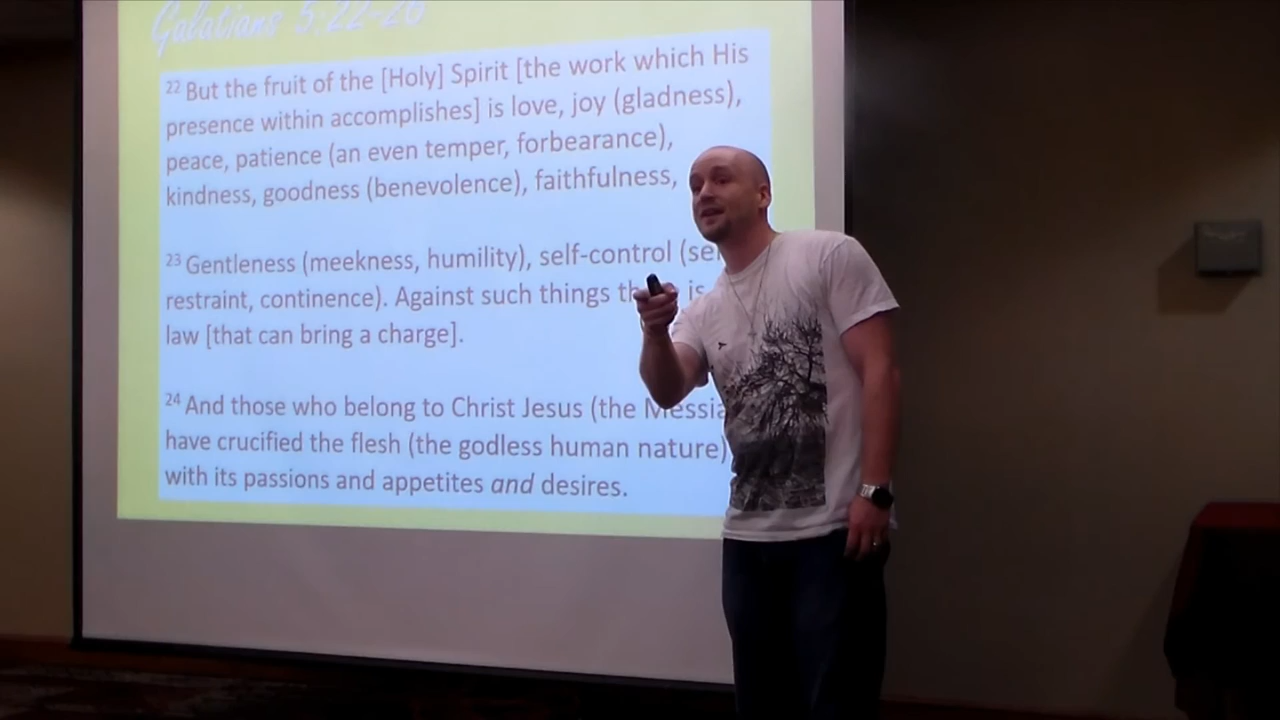 Galatians 5:22-26
22 But the fruit of the [Holy] Spirit [the work which His
presence within accomplishes] is love, joy (gladness),
peace, patience (an even temper, forbearance),
kindness, goodness (benevolence), faithfulness,
23 Gentleness (meekness, humility), self-control (
restraint, continence). Against such things is
law [that can bring a charge].
24 And those who belong to Christ Jesus (the
have crucified the flesh (the godless human nature)
with its passions and appetites and desires.